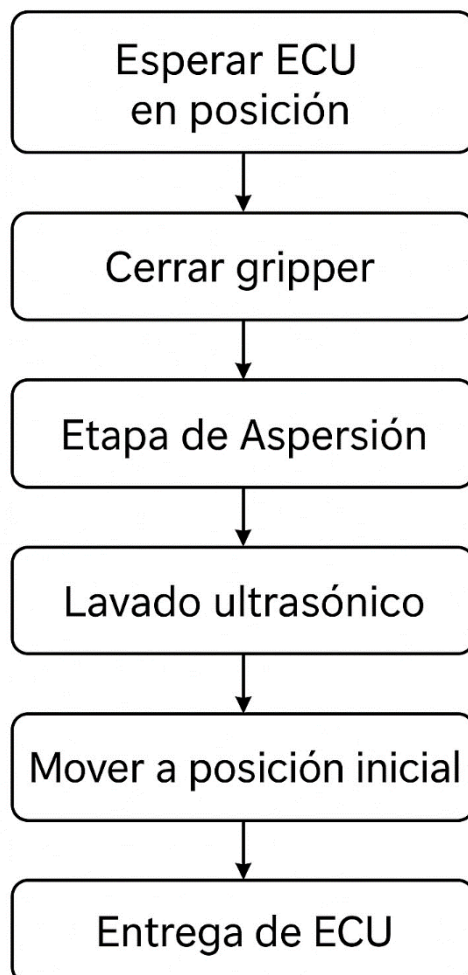 Esperar ECU
en posición
Cerrar gripper
Etapa de Aspersión
Lavado ultrasónico
Mover a posición inicial
Entrega de ECU